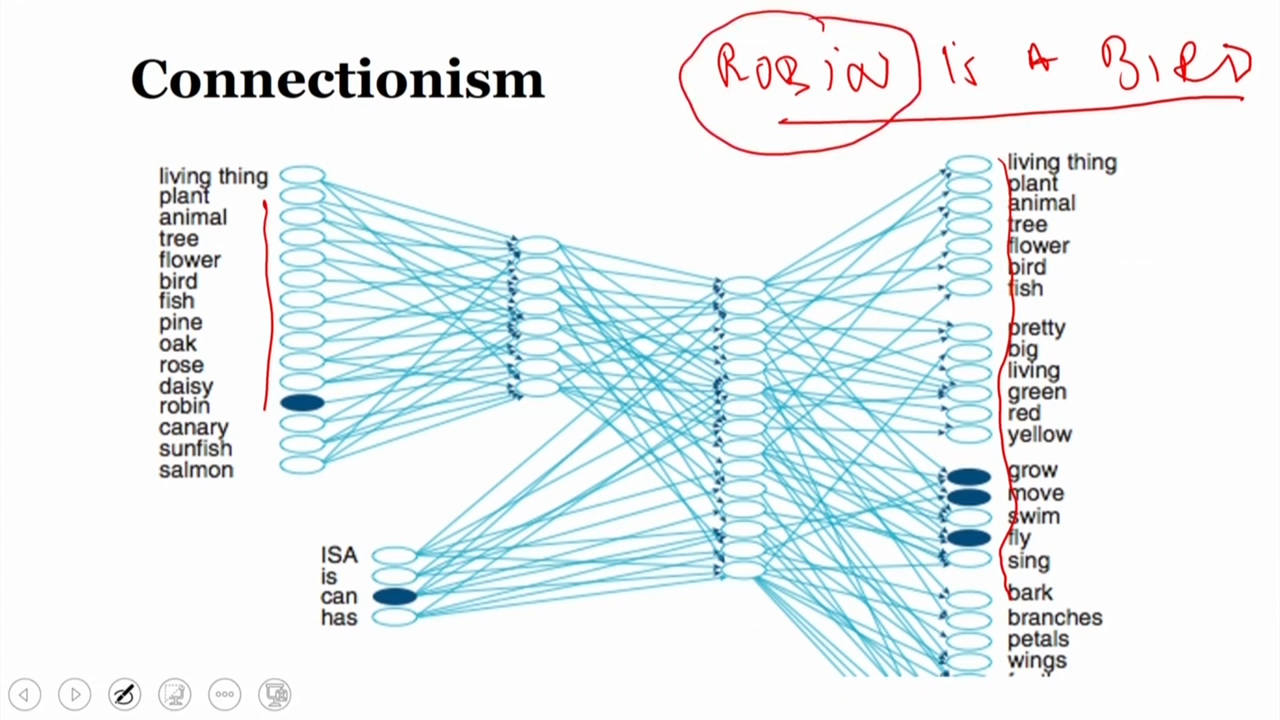 Connectionism
ROBiN is A BIRD
living thing
plant
animal
tree
flower
bird
fish
pine
oak
rose
daisy
robin
canary
sunfish
salmon
ISA
is
can
has
living thing
plant
animal
tree
flower
bird
fish
pretty
big
living
green
red
yellow
grow
move
swim
fly
sing
bark
branches
petals
wings